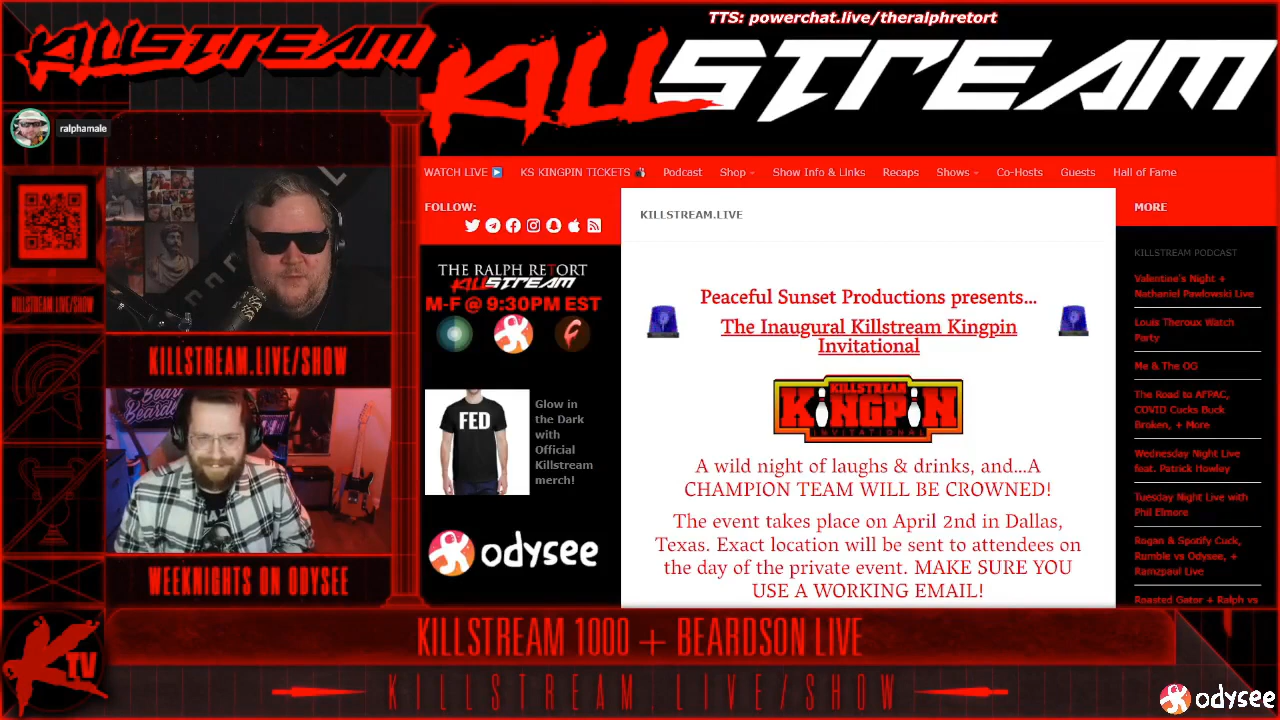 TTS: powerchat.live/theralphretort
KILLSTREAM
KILLSTREAM
ralphamale
WATCH LIVE
KS KINGPIN TICKETS
Podcast
Shop
Show Info & Links
Recaps
Shows
Co-Hosts
Guests
Hall of Fame
FOLLOW:
KILLSTREAM.LIVE
MORE
THE RALPH RETORT
KILLSTREAM
M-F @ 9:30PM EST
FED
Glow in
the Dark
with
Official
Killstream
merch!
odysee
Peaceful Sunset Productions presents...
The Inaugural Killstream Kingpin
Invitational
KILLSTREAM
KINGPIN
INVITATIONAL
A wild night of laughs & drinks, and...A
CHAMPION TEAM WILL BE CROWNED!
The event takes place on April 2nd in Dallas,
Texas. Exact location will be sent to attendees on
the day of the private event. MAKE SURE YOU
USE A WORKING EMAIL!
KILLSTREAM PODCAST
Valentine's Night +
Nathaniel Pawlowski Live
Louis Theroux Watch
Party
Me & The OG
The Road to AFPAC,
COVID Cucks Buck
Broken, + More
Wednesday Night Live
feat. Patrick Howley
Tuesday Night Live with
Phil Elmore
Rogan & Spotify Cuck,
Rumble vs Odysee, +
Ramzpaul Live
Roasted Gator + Ralph vs
KILLSTREAM.LIVE/SHOW
KILLSTREAM.LIVE/SHOW
WEEKNIGHTS ON ODYSEE
K TV
KILLSTREAM 1000 + BEARDSON LIVE
KILLSTREAM.LIVE/SHOW
odysee